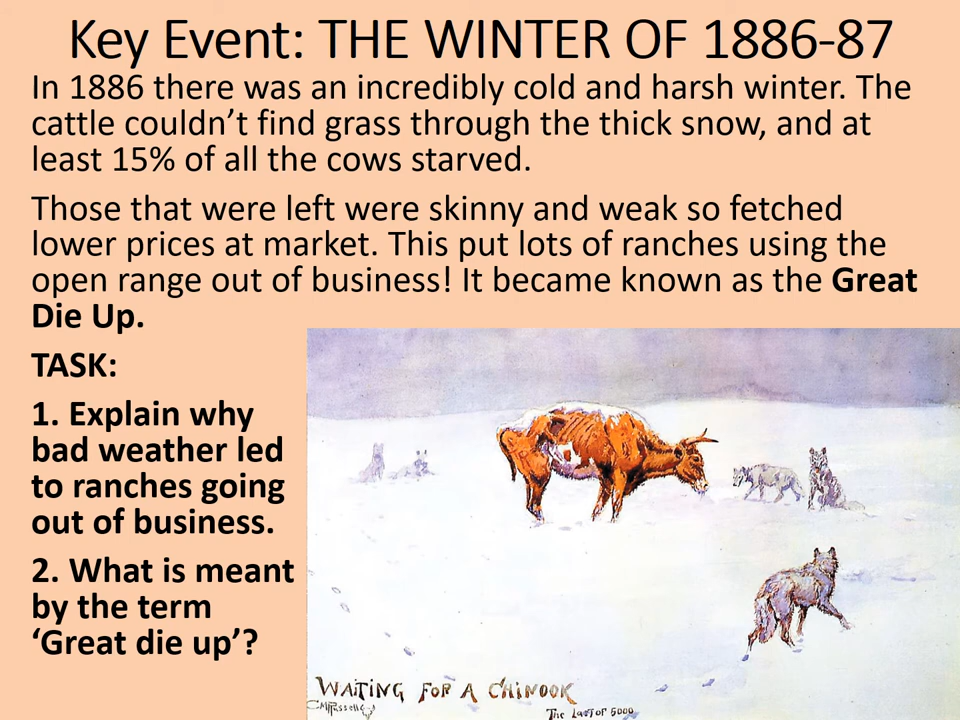 Key Event: THE WINTER OF 1886-87
In 1886 there was an incredibly cold and harsh winter. The
cattle couldn’t find grass through the thick snow, and at
least 15% of all the cows starved.
Those that were left were skinny and weak so fetched
lower prices at market. This put lots of ranches using the
open range out of business! It became known as the Great
Die Up.
TASK:
1. Explain why
bad weather led
to ranches going
out of business.
2. What is meant
by the term
‘Great die up’?
WAITING FOR A CHINOOK
CM Russell
The Last of 5000